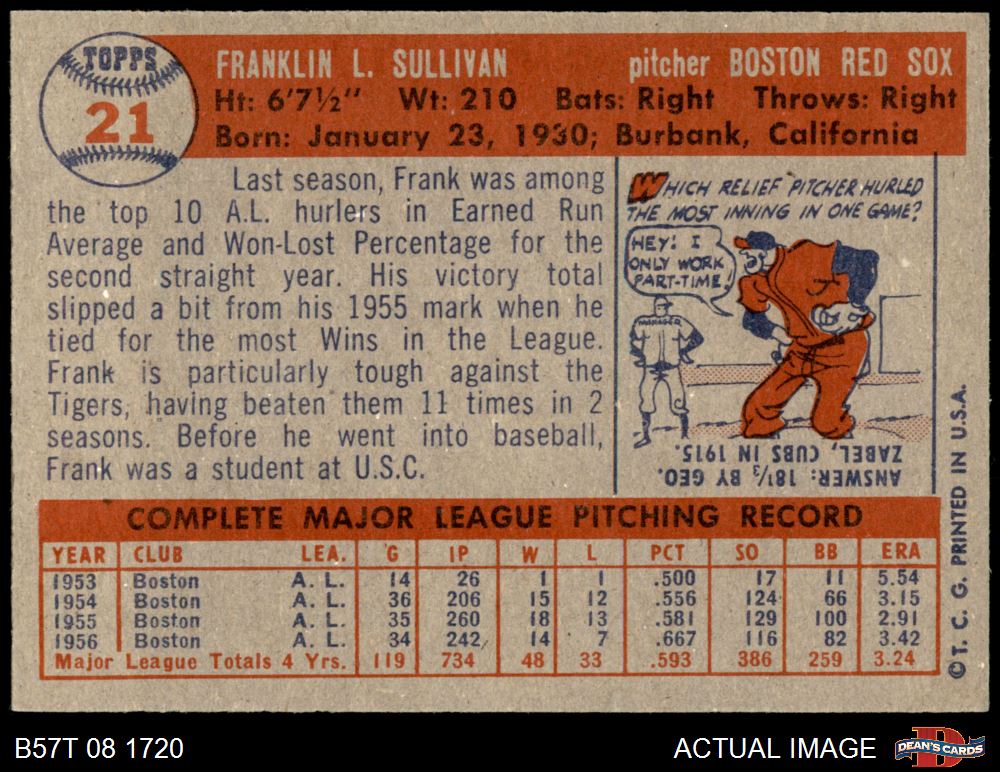 TOPPS
21
FRANKLIN L. SULLIVAN pitcher BOSTON RED SOX
Ht: 6'7½" Wt: 210 Bats: Right Throws: Right
Born: January 23, 1930; Burbank, California
Last season, Frank was among
the top 10 A.L. hurlers in Earned Run
Average and Won-Lost Percentage for the
second straight year. His victory total
slipped a bit from his 1955 mark when he
tied for the most Wins in the League.
Frank is particularly tough against the
Tigers, having beaten them 11 times in 2
seasons. Before he went into baseball,
Frank was a student at U.S.C.
WHICH RELIEF PITCHER HURLED
THE MOST INNING IN ONE GAME?
HEY! I
ONLY WORK
PART-TIME!
MANAGER
ANSWER: 18⅓ BY GEO.
ZABEL, CUBS IN 1915.
COMPLETE MAJOR LEAGUE PITCHING RECORD
YEAR CLUB LEA. G IP W L PCT SO BB ERA
1953 Boston A. L. 14 26 1 1 .500 17 11 5.54
1954 Boston A. L. 36 206 15 12 .556 124 66 3.15
1955 Boston A. L. 35 260 18 13 .581 129 100 2.91
1956 Boston A. L. 34 242 14 7 .667 116 82 3.42
Major League Totals 4 Yrs. 119 734 48 33 .593 386 259 3.24
© T. C. G. PRINTED IN U.S.A.
B57T 08 1720 ACTUAL IMAGE
D
DEAN'S CARDS